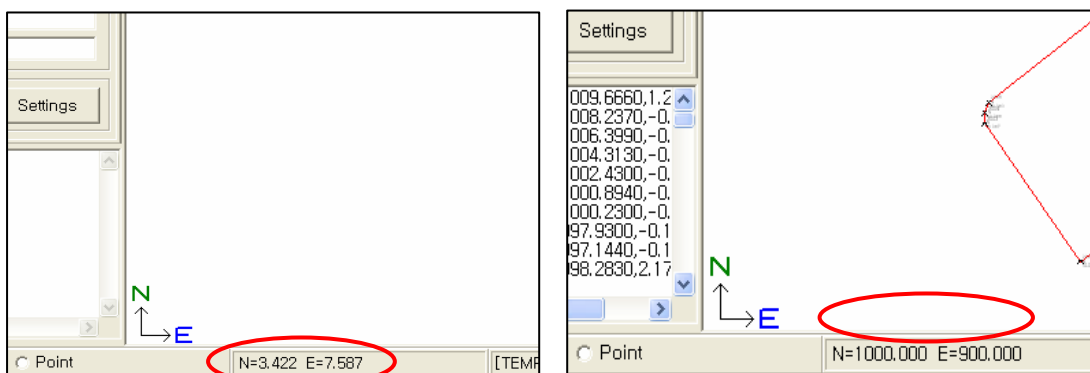 Settings
N
E
Point
N=3.422 E=7.587
[TEMF
Settings
009.6660,1.2
008.2370,-0.
006.3990,-0.
004.3130,-0.
002.4300,-0.
000.8940,-0.
000.2300,-0.
97.9300,-0.1
97.1440,-0.1
98.2830,2.17
N
E
Point
N=1000.000 E=900.000